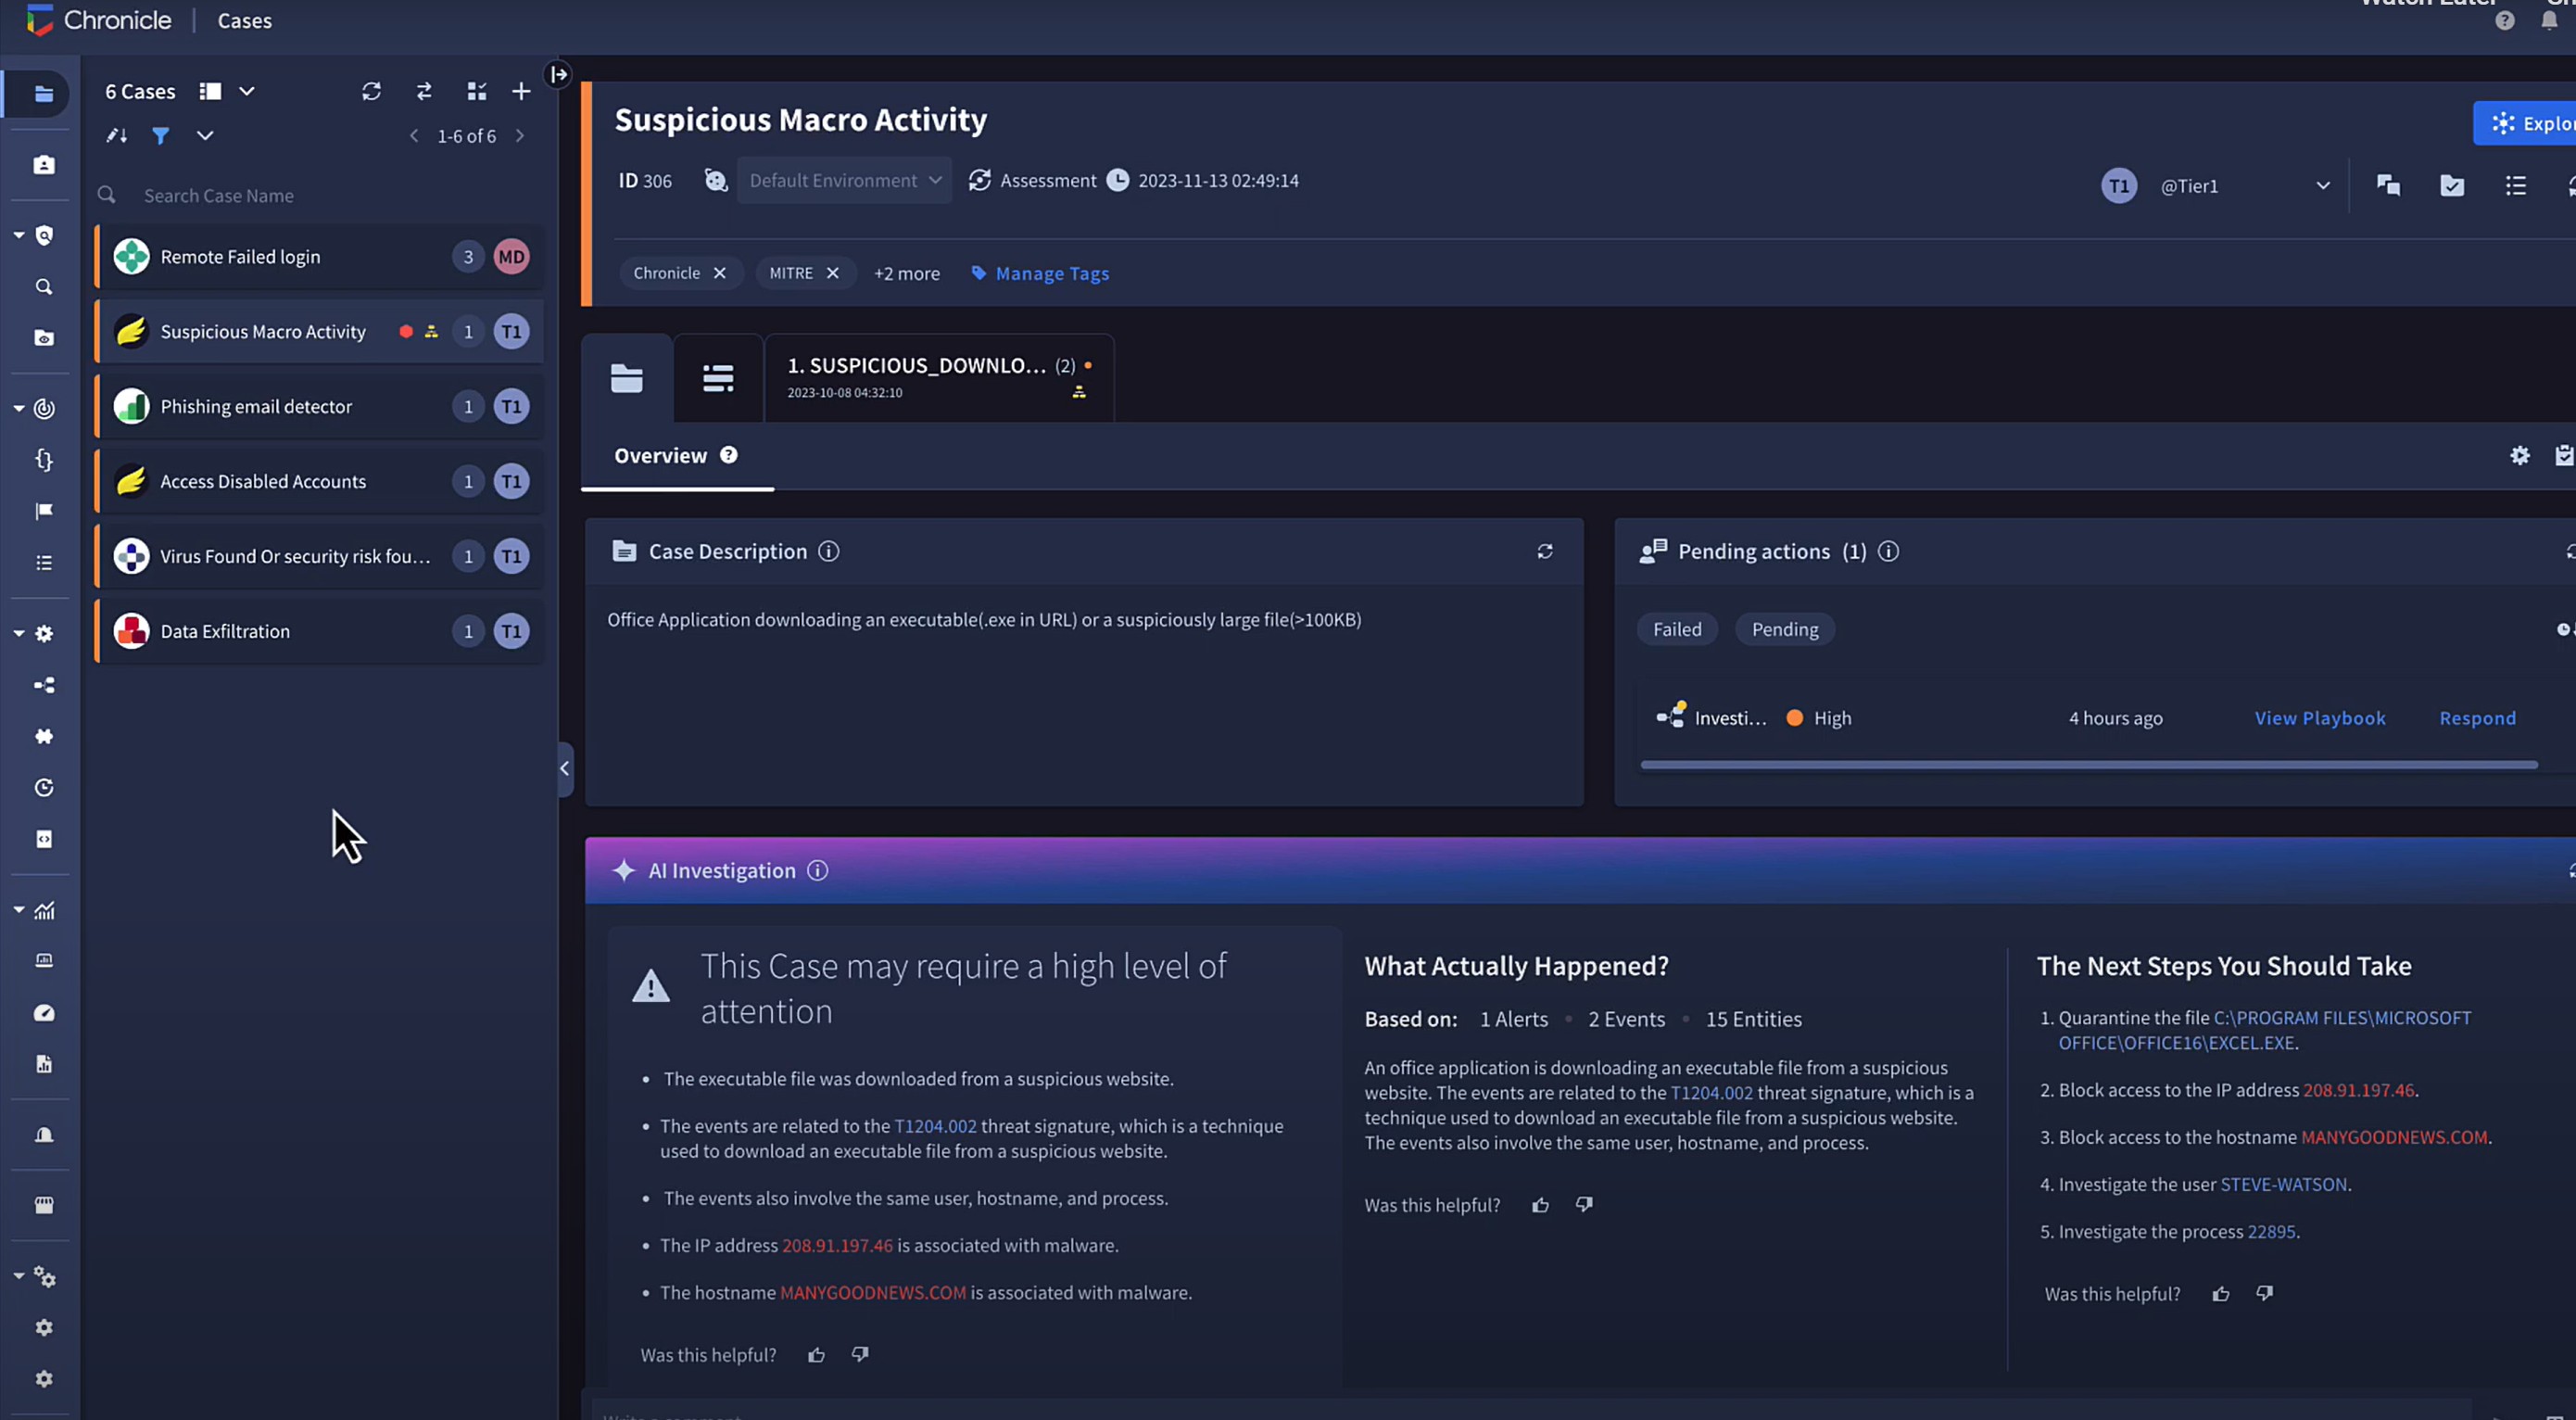 Chronicle | Cases
6 Cases
1-6 of 6
Search Case Name
Remote Failed login 3 MD
Suspicious Macro Activity 1 T1
Phishing email detector 1 T1
Access Disabled Accounts 1 T1
Virus Found Or security risk fou... 1 T1
Data Exfiltration 1 T1
Suspicious Macro Activity
Explo
ID 306 Default Environment Assessment 2023-11-13 02:49:14
T1 @Tier1
Chronicle MITRE +2 more Manage Tags
1. SUSPICIOUS_DOWNLO... (2)
2023-10-08 04:32:10
Overview
Case Description
Office Application downloading an executable(.exe in URL) or a suspiciously large file(>100KB)
Pending actions (1)
Failed Pending
Investi... High 4 hours ago View Playbook Respond
AI Investigation
This Case may require a high level of
attention
• The executable file was downloaded from a suspicious website.
• The events are related to the T1204.002 threat signature, which is a technique
used to download an executable file from a suspicious website.
• The events also involve the same user, hostname, and process.
• The IP address 208.91.197.46 is associated with malware.
• The hostname MANYGOODNEWS.COM is associated with malware.
Was this helpful?
What Actually Happened?
Based on: 1 Alerts • 2 Events • 15 Entities
An office application is downloading an executable file from a suspicious
website. The events are related to the T1204.002 threat signature, which is a
technique used to download an executable file from a suspicious website.
The events also involve the same user, hostname, and process.
Was this helpful?
The Next Steps You Should Take
1. Quarantine the file C:\PROGRAM FILES\MICROSOFT
OFFICE\OFFICE16\EXCEL.EXE.
2. Block access to the IP address 208.91.197.46.
3. Block access to the hostname MANYGOODNEWS.COM.
4. Investigate the user STEVE-WATSON.
5. Investigate the process 22895.
Was this helpful?